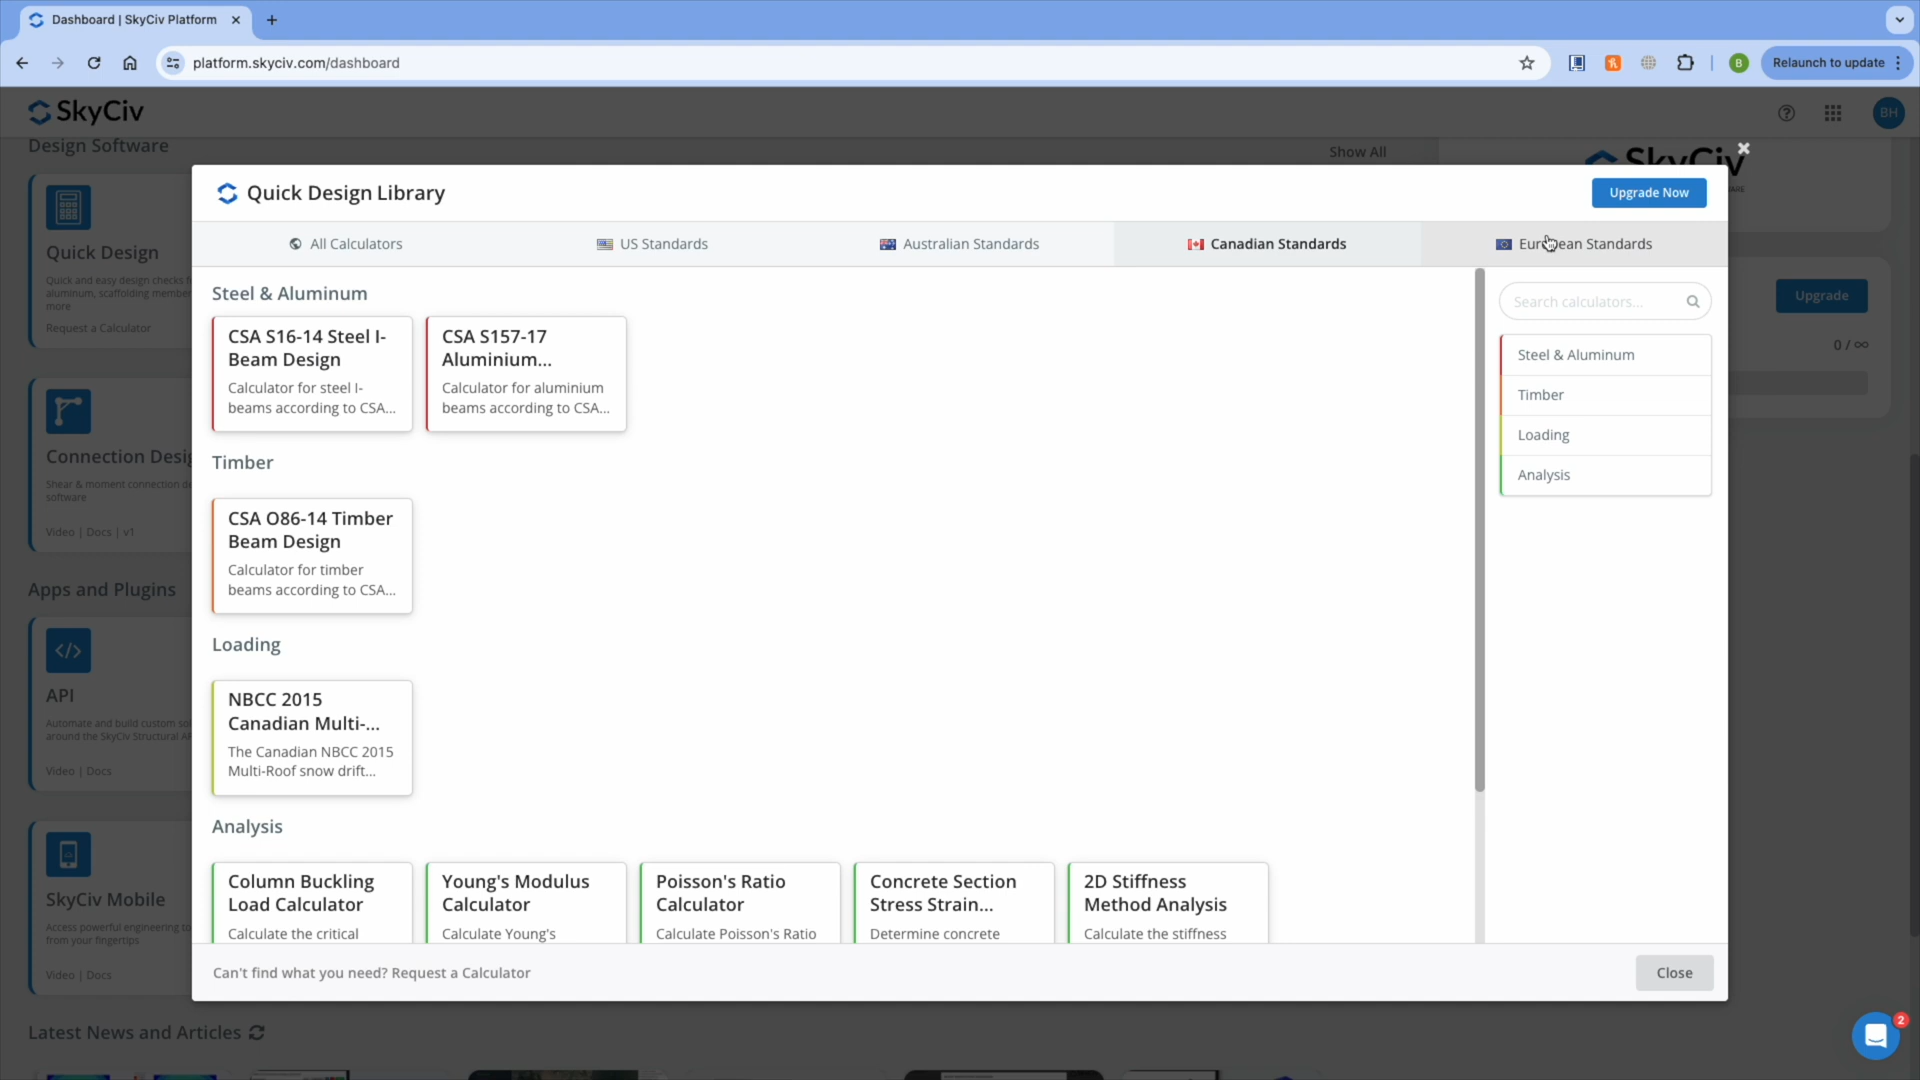 Dashboard | SkyCiv Platform
platform.skyciv.com/dashboard
B
Relaunch to update
SkyCiv
BH
Design Software
Show All
SkyCiv
Quick Design Library
Upgrade Now
All Calculators
US Standards
Australian Standards
Canadian Standards
European Standards
Quick Design
Quick and easy design checks f
aluminum, scaffolding member
more
Request a Calculator
Steel & Aluminum
CSA S16-14 Steel I-
Beam Design
Calculator for steel I-
beams according to CSA...
CSA S157-17
Aluminium...
Calculator for aluminium
beams according to CSA...
Search calculators...
Steel & Aluminum
Timber
Loading
Analysis
Upgrade
0 / ∞
Connection Desig
Shear & moment connection de
software
Video | Docs | v1
Timber
CSA O86-14 Timber
Beam Design
Calculator for timber
beams according to CSA...
Apps and Plugins
API
Automate and build custom sol
around the SkyCiv Structural AP
Video | Docs
Loading
NBCC 2015
Canadian Multi-...
The Canadian NBCC 2015
Multi-Roof snow drift...
SkyCiv Mobile
Access powerful engineering to
from your fingertips
Video | Docs
Analysis
Column Buckling
Load Calculator
Calculate the critical
Young's Modulus
Calculator
Calculate Young's
Poisson's Ratio
Calculator
Calculate Poisson's Ratio
Concrete Section
Stress Strain...
Determine concrete
2D Stiffness
Method Analysis
Calculate the stiffness
Can't find what you need? Request a Calculator
Close
Latest News and Articles
2